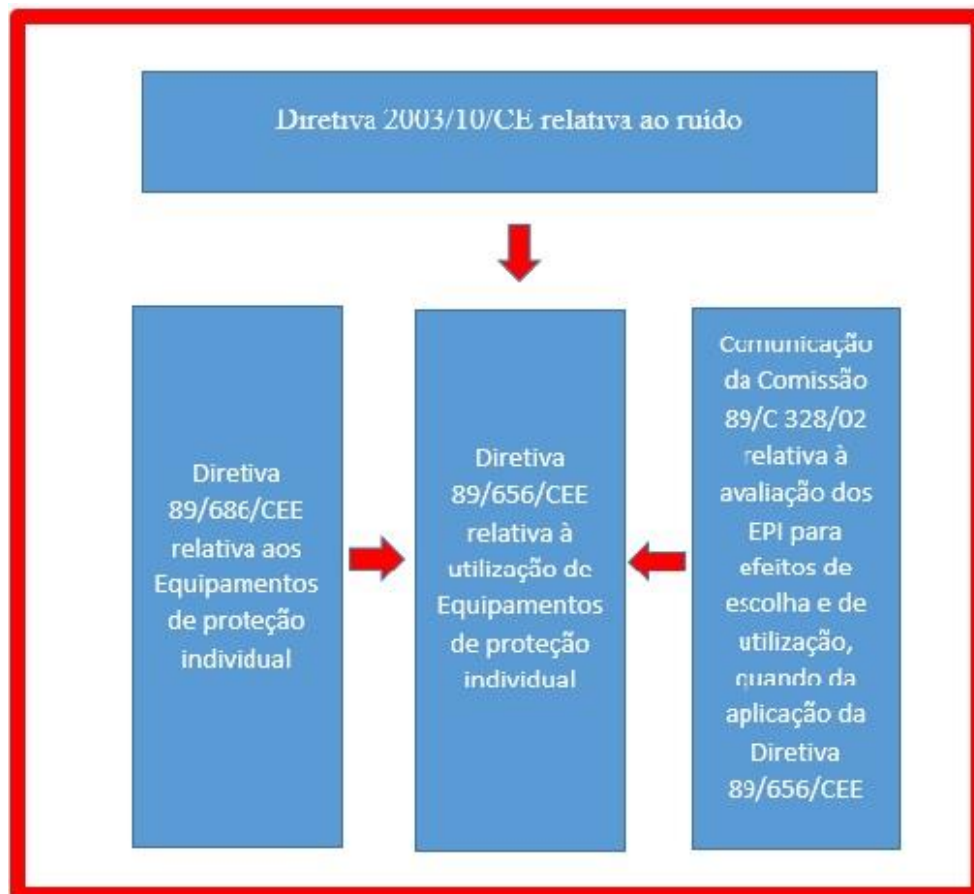 Diretiva 2003/10/CE relativa ao ruído
Diretiva
89/686/CEE
relativa aos
Equipamentos
de proteção
individual
Diretiva
89/656/CEE
relativa à
utilização de
Equipamentos
de proteção
individual
Comunicação
da Comissão
89/C 328/02
relativa à
avaliação dos
EPI para
efeitos de
escolha e de
utilização,
quando da
aplicação da
Diretiva
89/656/CEE